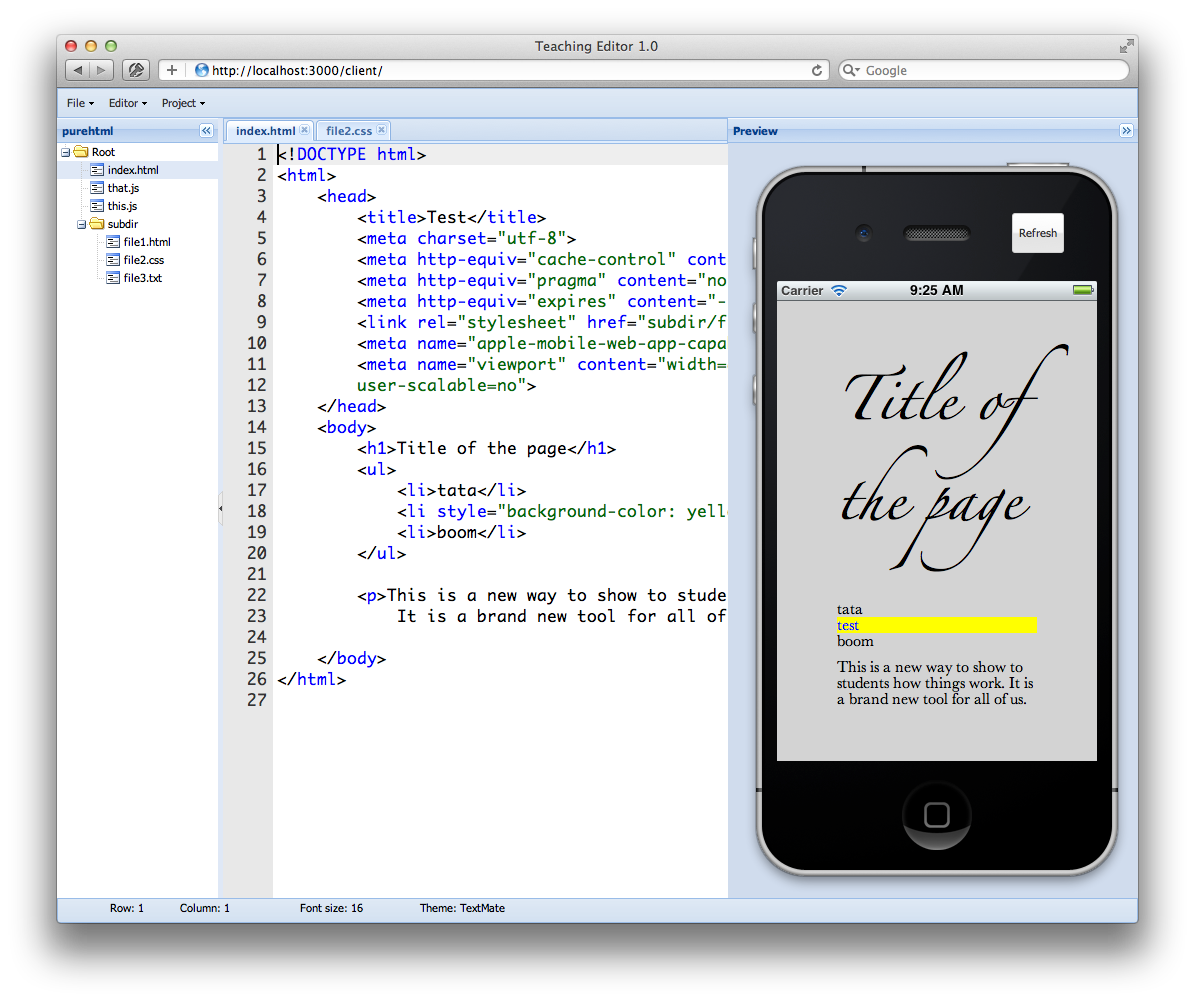 Teaching Editor 1.0
http://localhost:3000/client/
Google
File Editor Project
purehtml
Root
index.html
that.js
this.js
subdir
file1.html
file2.css
file3.txt
index.html file2.css
1 <!DOCTYPE html>
2 <html>
3 <head>
4 <title>Test</title>
5 <meta charset="utf-8">
6 <meta http-equiv="cache-control" cont
7 <meta http-equiv="pragma" content="no
8 <meta http-equiv="expires" content="-
9 <link rel="stylesheet" href="subdir/f
10 <meta name="apple-mobile-web-app-capa
11 <meta name="viewport" content="width=
12 user-scalable=no">
13 </head>
14 <body>
15 <h1>Title of the page</h1>
16 <ul>
17 <li>tata</li>
18 <li style="background-color: yell
19 <li>boom</li>
20 </ul>
21
22 <p>This is a new way to show to stude
23 It is a brand new tool for all of
24
25 </body>
26 </html>
27
Preview
Refresh
Carrier 9:25 AM
Title of
the page
tata
test
boom
This is a new way to show to
students how things work. It is
a brand new tool for all of us.
Row: 1 Column: 1 Font size: 16 Theme: TextMate